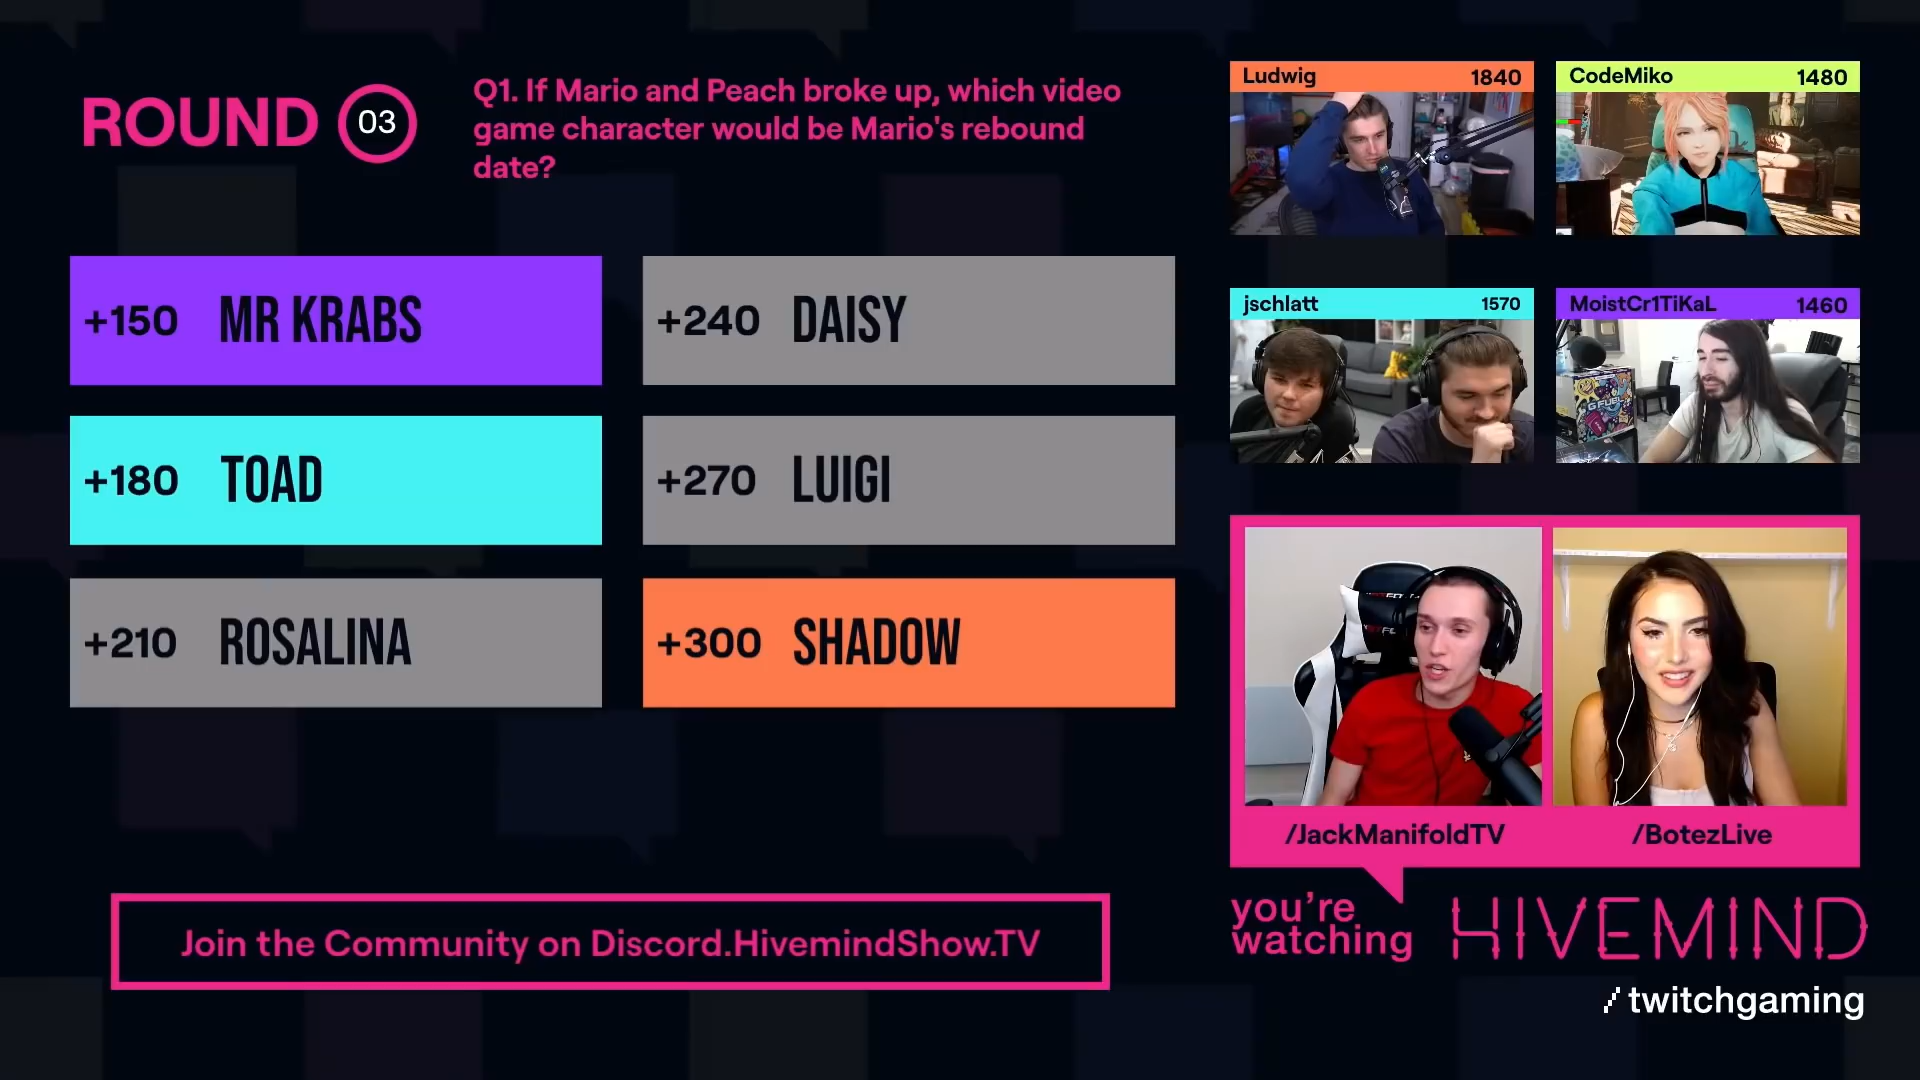 ROUND 03
Q1. If Mario and Peach broke up, which video
game character would be Mario's rebound
date?
+150 MR KRABS
+240 DAISY
+180 TOAD
+270 LUIGI
+210 ROSALINA
+300 SHADOW
Join the Community on Discord.HivemindShow.TV
Ludwig 1840
CodeMiko 1480
jschlatt 1570
MoistCr1TiKaL 1460
G FUEL
/JackManifoldTV
/BotezLive
you're
watching
HIVEMIND
/twitchgaming